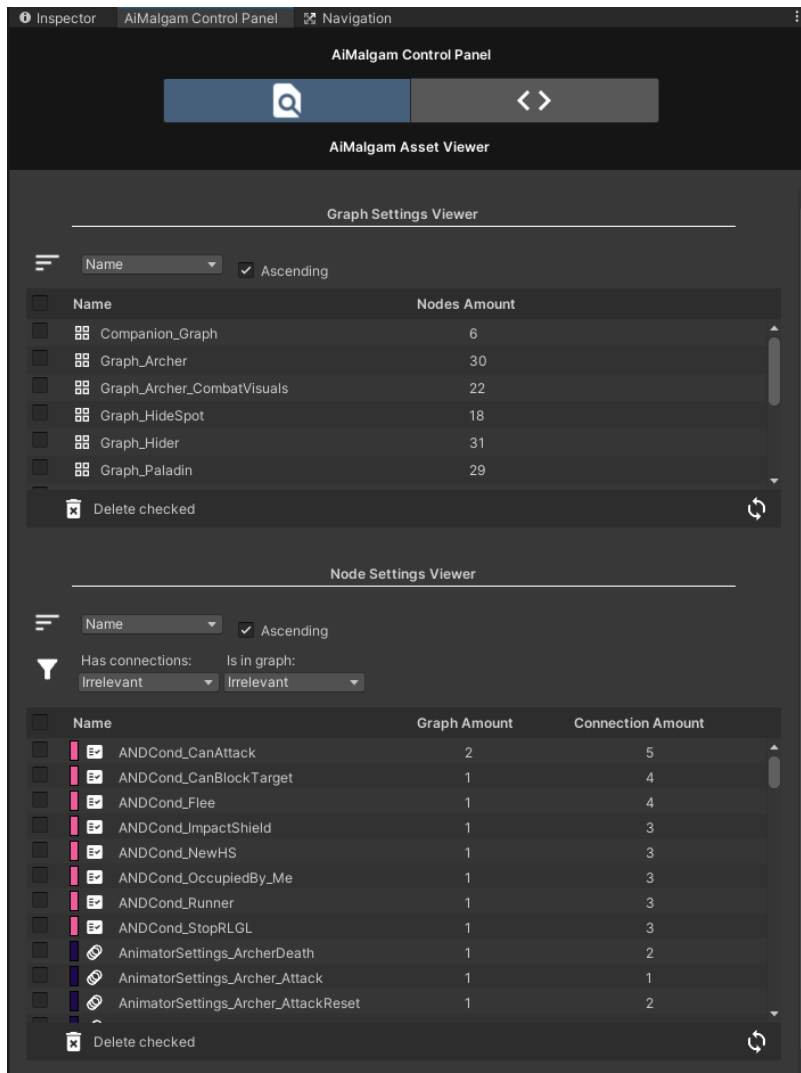 Inspector AiMalgam Control Panel Navigation
AiMalgam Control Panel
AiMalgam Asset Viewer
Graph Settings Viewer
Name Ascending
Name Nodes Amount
Companion_Graph 6
Graph_Archer 30
Graph_Archer_CombatVisuals 22
Graph_HideSpot 18
Graph_Hider 31
Graph_Paladin 29
Delete checked
Node Settings Viewer
Name Ascending
Has connections: Is in graph:
Irrelevant Irrelevant
Name Graph Amount Connection Amount
ANDCond_CanAttack 2 5
ANDCond_CanBlockTarget 1 4
ANDCond_Flee 1 4
ANDCond_ImpactShield 1 3
ANDCond_NewHS 1 3
ANDCond_OccupiedBy_Me 1 3
ANDCond_Runner 1 3
ANDCond_StopRLGL 1 3
AnimatorSettings_ArcherDeath 1 2
AnimatorSettings_Archer_Attack 1 1
AnimatorSettings_Archer_AttackReset 1 2
Delete checked